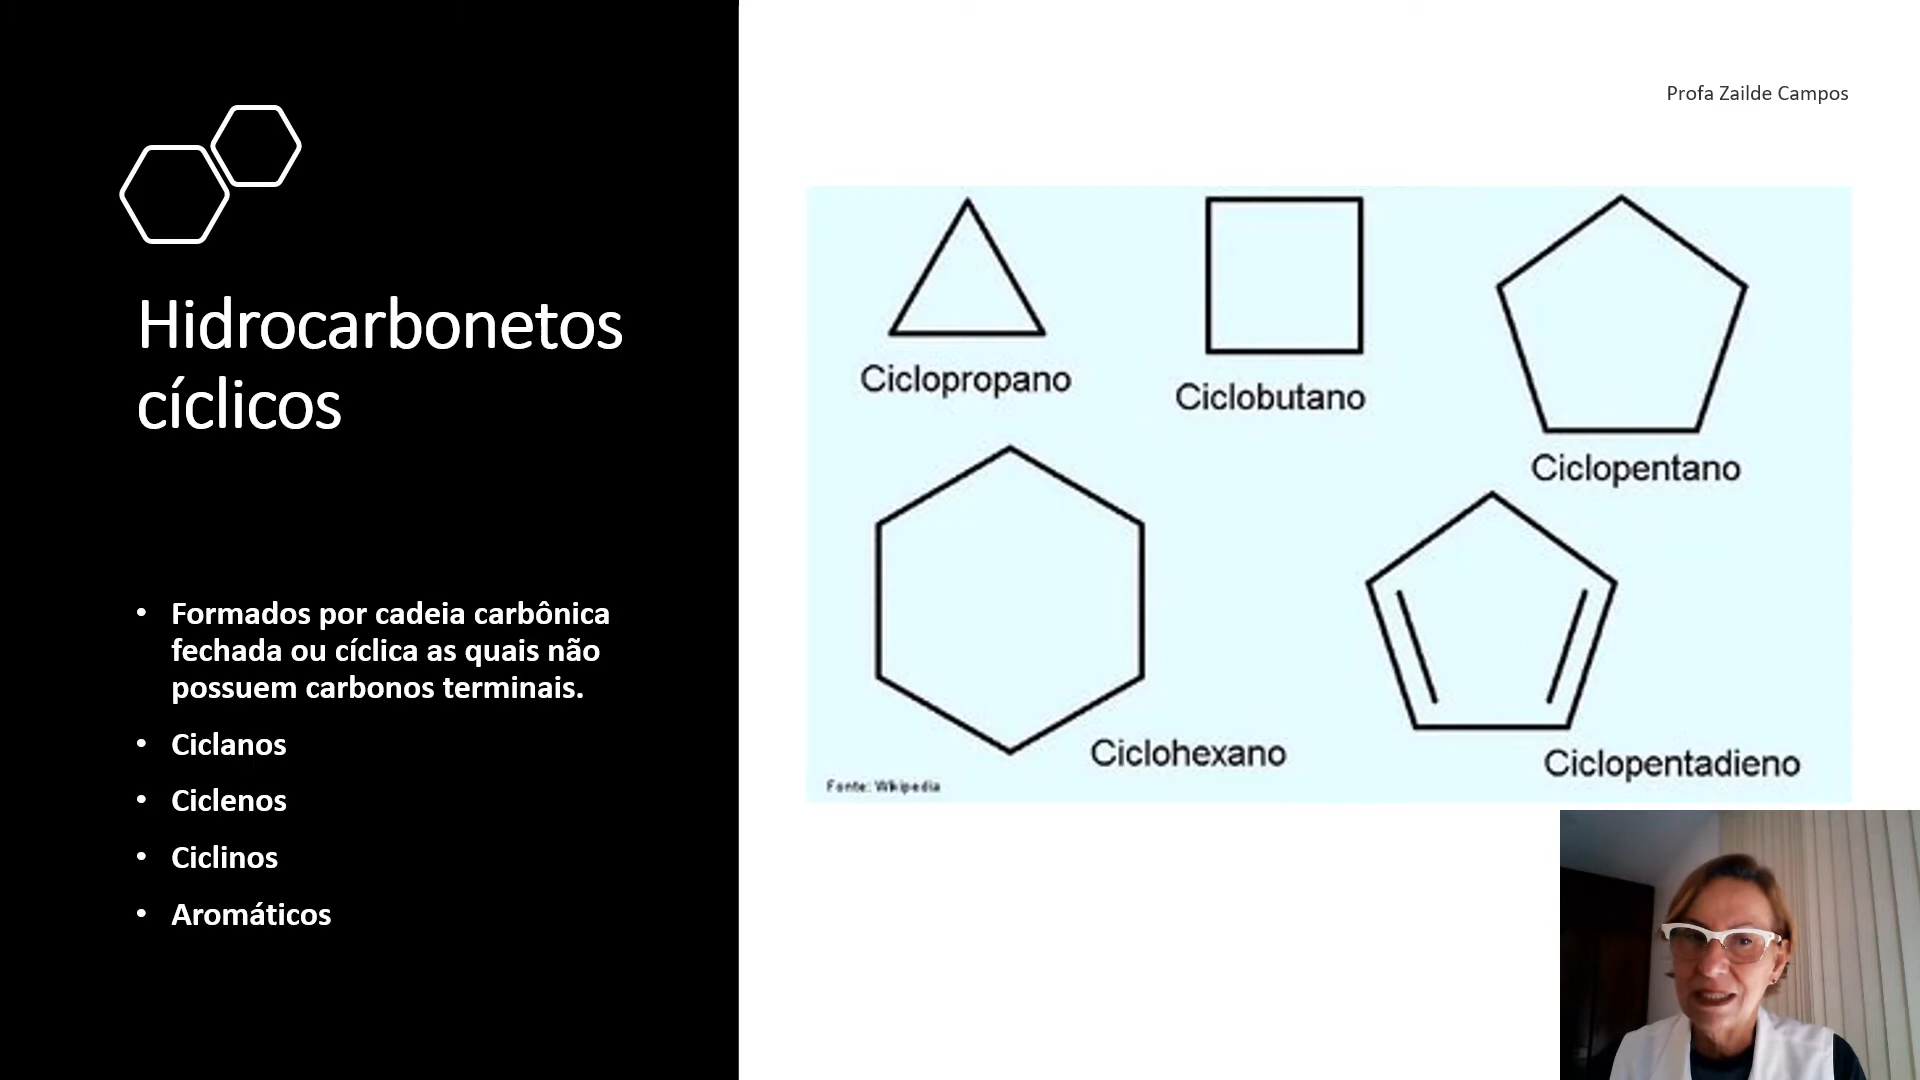 Profa Zailde Campos
Hidrocarbonetos
cíclicos
• Formados por cadeia carbônica
fechada ou cíclica as quais não
possuem carbonos terminais.
• Ciclanos
• Ciclenos
• Ciclinos
• Aromáticos
Ciclopropano
Ciclobutano
Ciclopentano
Ciclohexano
Ciclopentadieno
Fonte: Wikipedia